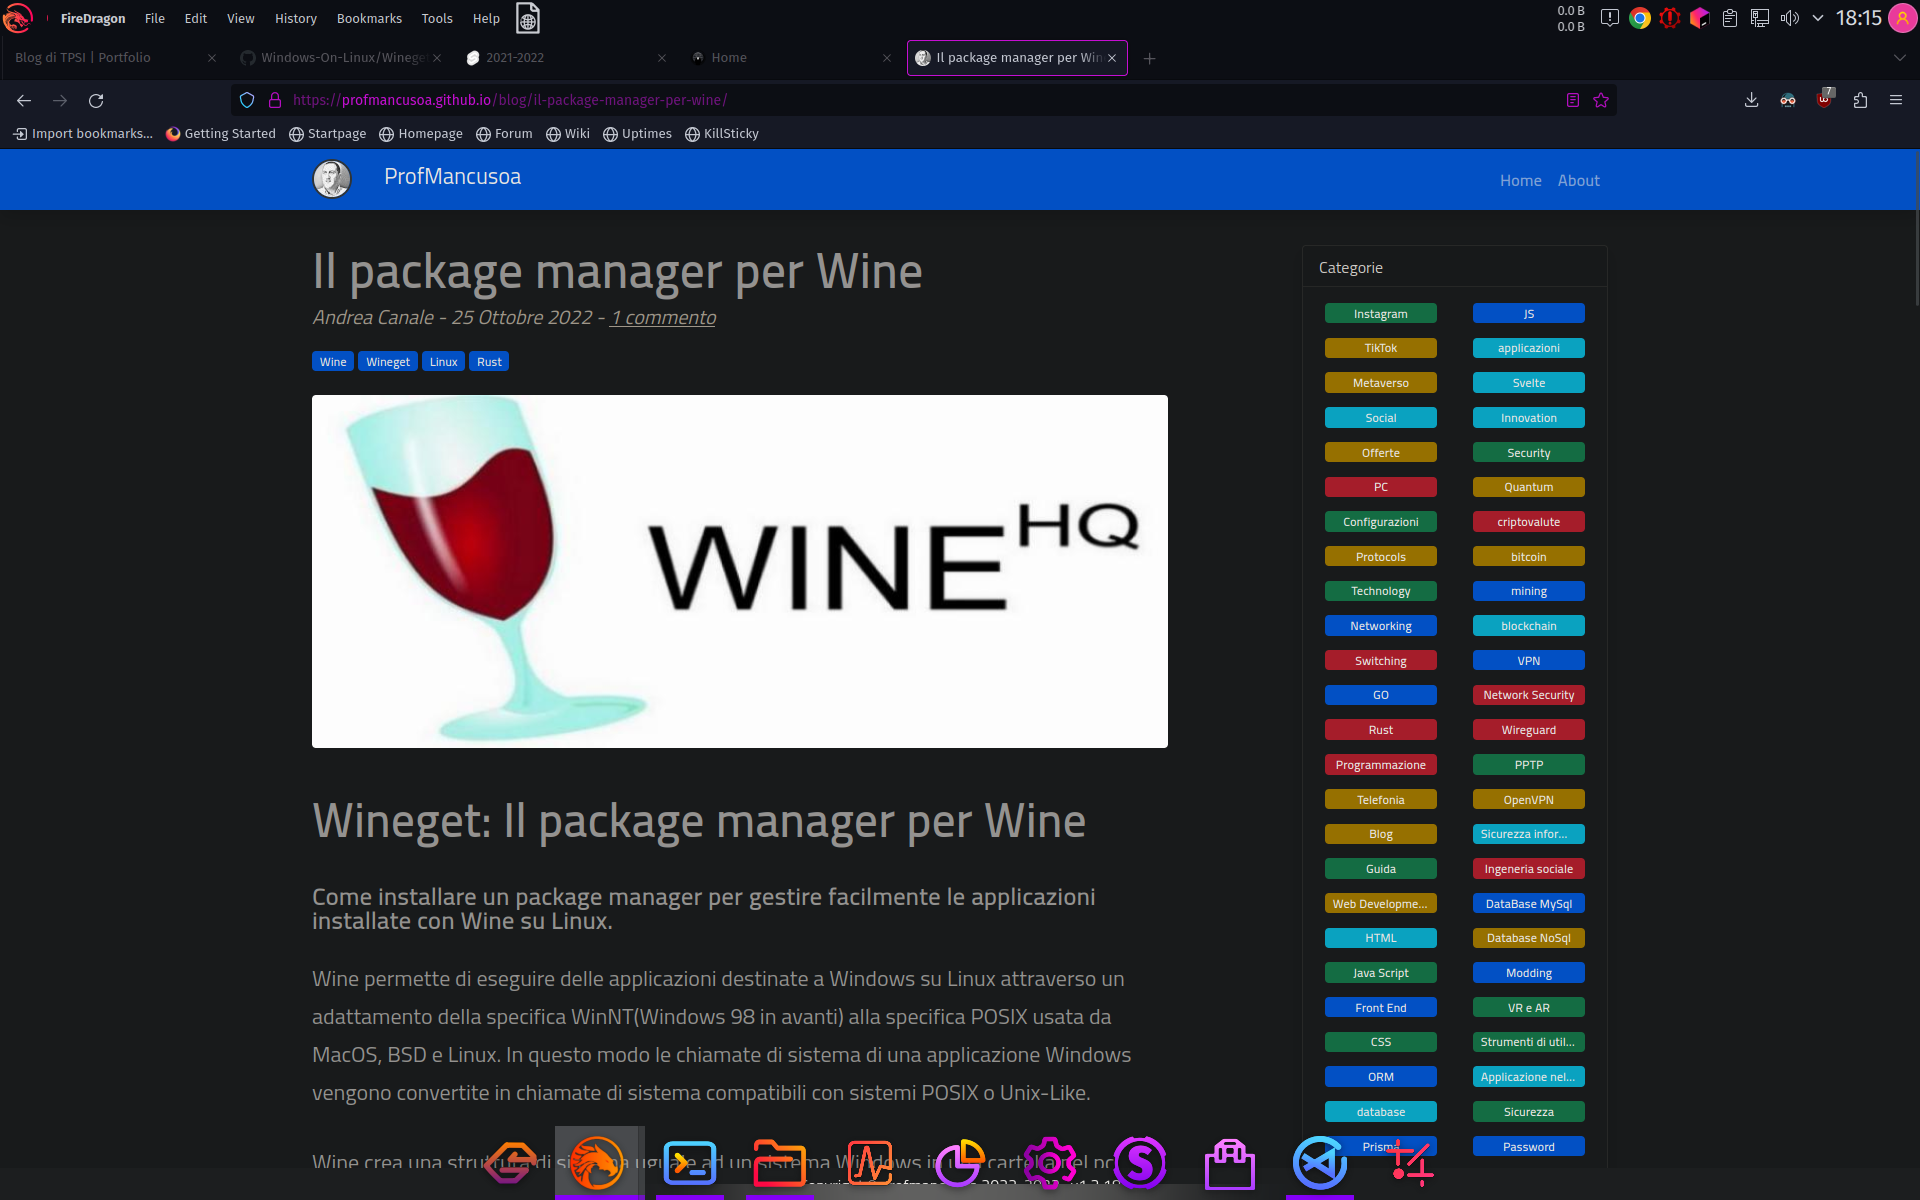 FireDragon File Edit View History Bookmarks Tools Help
0.0 B
0.0 B
18:15
Blog di TPSI | Portfolio
Windows-On-Linux/Wineget
2021-2022
Home
Il package manager per Wine
https://profmancusoa.github.io/blog/il-package-manager-per-wine/
7
Import bookmarks... Getting Started Startpage Homepage Forum Wiki Uptimes KillSticky
ProfMancusoa
Home About
Il package manager per Wine
Andrea Canale - 25 Ottobre 2022 - 1 commento
Wine Wineget Linux Rust
WINE HQ
Wineget: Il package manager per Wine
Come installare un package manager per gestire facilmente le applicazioni
installate con Wine su Linux.
Wine permette di eseguire delle applicazioni destinate a Windows su Linux attraverso un
adattamento della specifica WinNT(Windows 98 in avanti) alla specifica POSIX usata da
MacOS, BSD e Linux. In questo modo le chiamate di sistema di una applicazione Windows
vengono convertite in chiamate di sistema compatibili con sistemi POSIX o Unix-Like.
Wine crea una struttura di sistema uguale ad un sistema Windows in una cartella nel pc
Categorie
Instagram JS
TikTok applicazioni
Metaverso Svelte
Social Innovation
Offerte Security
PC Quantum
Configurazioni criptovalute
Protocols bitcoin
Technology mining
Networking blockchain
Switching VPN
GO Network Security
Rust Wireguard
Programmazione PPTP
Telefonia OpenVPN
Blog Sicurezza infor...
Guida Ingeneria sociale
Web Developme... DataBase MySql
HTML Database NoSql
Java Script Modding
Front End VR e AR
CSS Strumenti di util...
ORM Applicazione nel...
database Sicurezza
Prisma Password